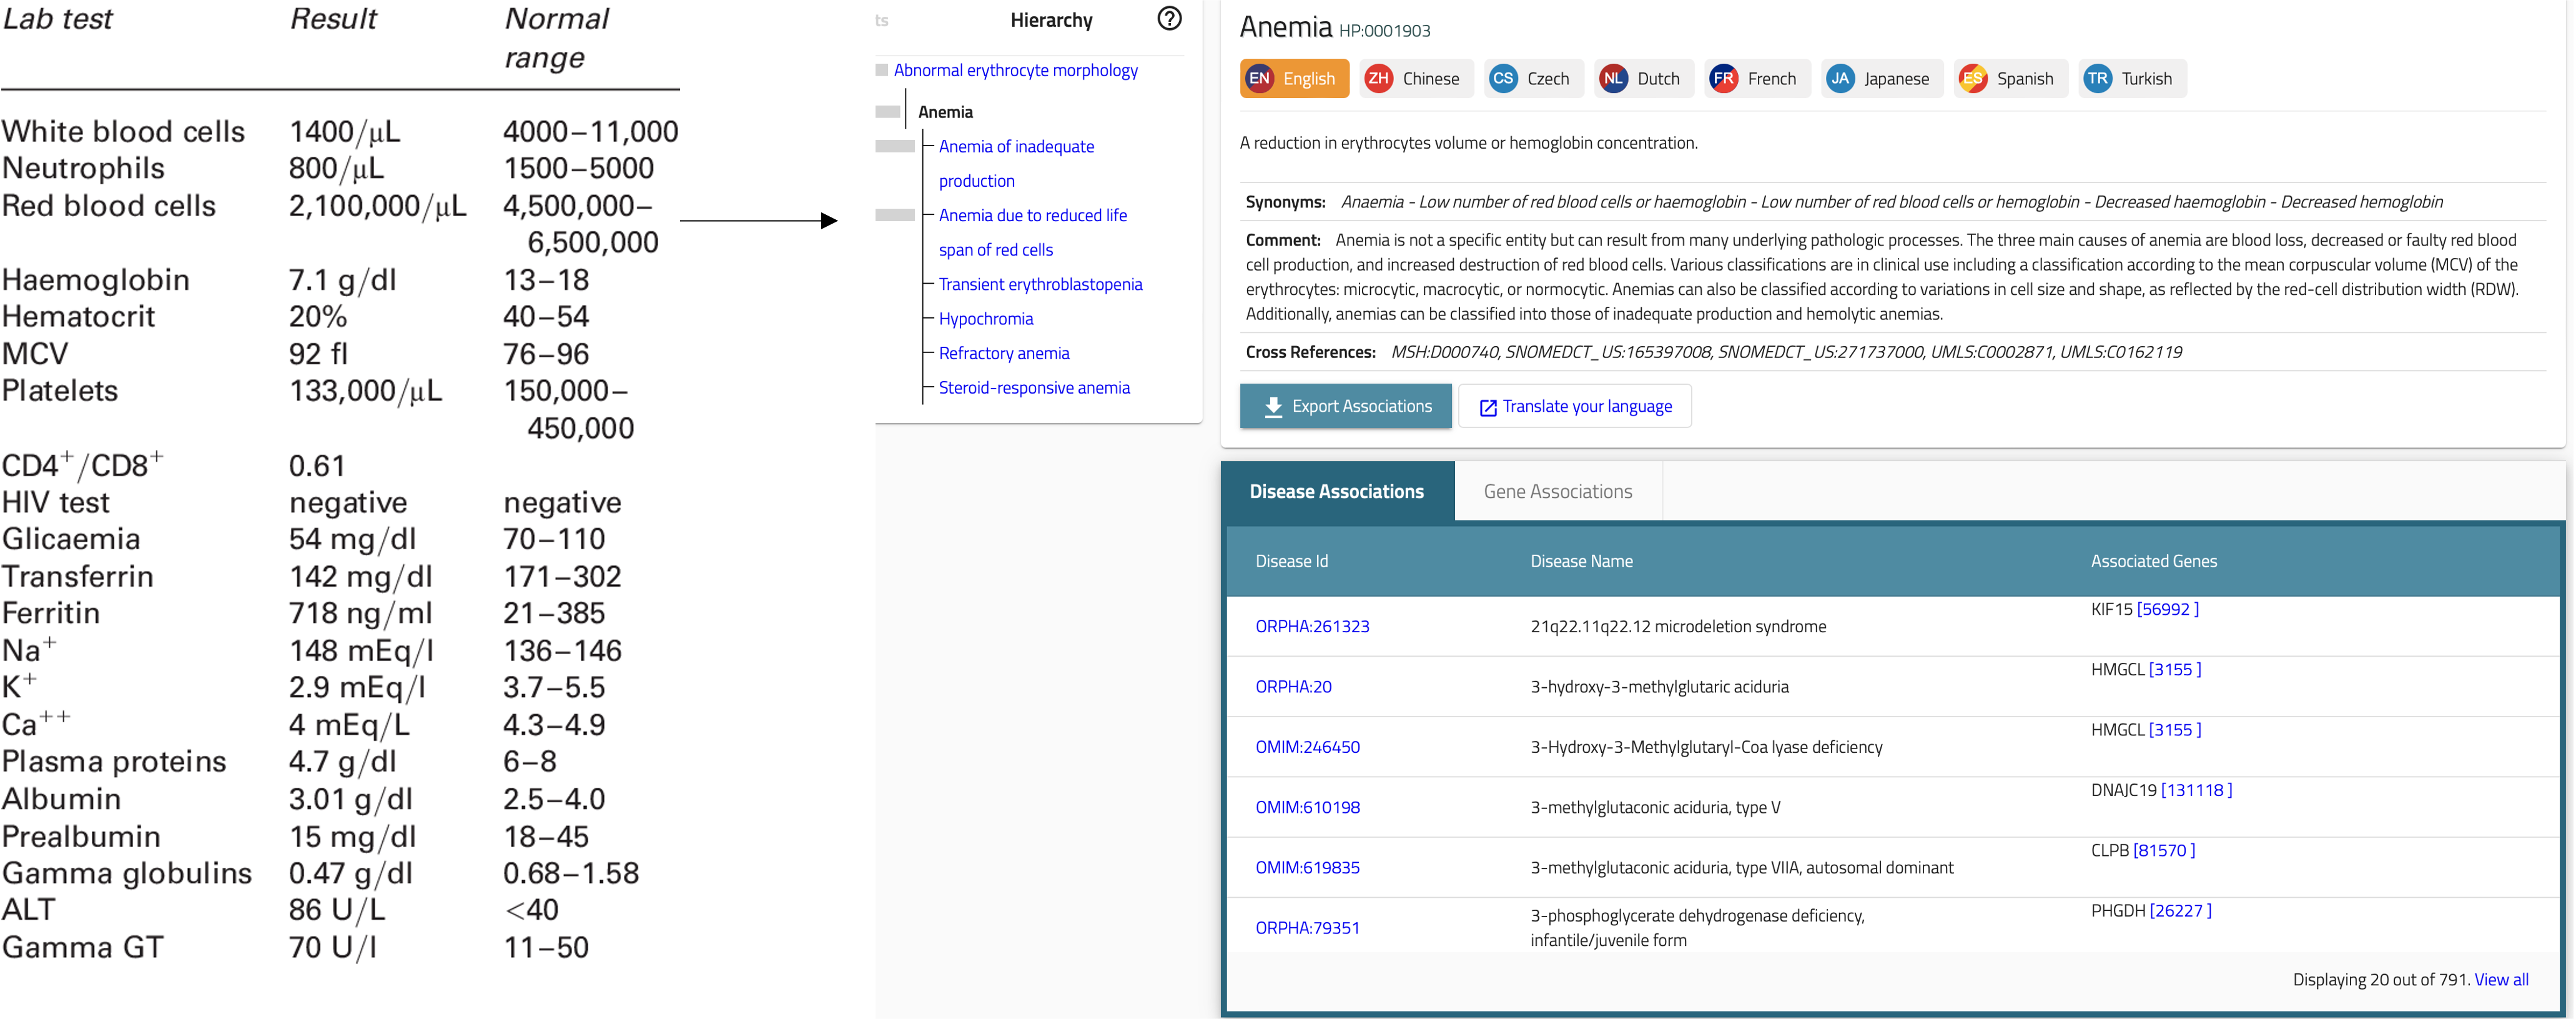 Lab test Result Normal range
White blood cells 1400/μL 4000–11,000
Neutrophils 800/μL 1500–5000
Red blood cells 2,100,000/μL 4,500,000–
6,500,000
Haemoglobin 7.1 g/dl 13–18
Hematocrit 20% 40–54
MCV 92 fl 76–96
Platelets 133,000/μL 150,000–
450,000
CD4+/CD8+ 0.61
HIV test negative negative
Glicaemia 54 mg/dl 70–110
Transferrin 142 mg/dl 171–302
Ferritin 718 ng/ml 21–385
Na+ 148 mEq/l 136–146
K+ 2.9 mEq/l 3.7–5.5
Ca++ 4 mEq/L 4.3–4.9
Plasma proteins 4.7 g/dl 6–8
Albumin 3.01 g/dl 2.5–4.0
Prealbumin 15 mg/dl 18–45
Gamma globulins 0.47 g/dl 0.68–1.58
ALT 86 U/L <40
Gamma GT 70 U/l 11–50
ts Hierarchy ?
Abnormal erythrocyte morphology
Anemia
Anemia of inadequate
production
Anemia due to reduced life
span of red cells
Transient erythroblastopenia
Hypochromia
Refractory anemia
Steroid-responsive anemia
Anemia HP:0001903
EN English ZH Chinese CS Czech NL Dutch FR French JA Japanese ES Spanish TR Turkish
A reduction in erythrocytes volume or hemoglobin concentration.
Synonyms: Anaemia - Low number of red blood cells or haemoglobin - Low number of red blood cells or hemoglobin - Decreased haemoglobin - Decreased hemoglobin
Comment: Anemia is not a specific entity but can result from many underlying pathologic processes. The three main causes of anemia are blood loss, decreased or faulty red blood
cell production, and increased destruction of red blood cells. Various classifications are in clinical use including a classification according to the mean corpuscular volume (MCV) of the
erythrocytes: microcytic, macrocytic, or normocytic. Anemias can also be classified according to variations in cell size and shape, as reflected by the red-cell distribution width (RDW).
Additionally, anemias can be classified into those of inadequate production and hemolytic anemias.
Cross References: MSH:D000740, SNOMEDCT_US:165397008, SNOMEDCT_US:271737000, UMLS:C0002871, UMLS:C0162119
Export Associations Translate your language
Disease Associations Gene Associations
Disease Id Disease Name Associated Genes
ORPHA:261323 21q22.11q22.12 microdeletion syndrome KIF15 [56992 ]
ORPHA:20 3-hydroxy-3-methylglutaric aciduria HMGCL [3155 ]
OMIM:246450 3-Hydroxy-3-Methylglutaryl-Coa lyase deficiency HMGCL [3155 ]
OMIM:610198 3-methylglutaconic aciduria, type V DNAJC19 [131118 ]
OMIM:619835 3-methylglutaconic aciduria, type VIIA, autosomal dominant CLPB [81570 ]
ORPHA:79351 3-phosphoglycerate dehydrogenase deficiency, PHGDH [26227 ]
infantile/juvenile form
Displaying 20 out of 791. View all